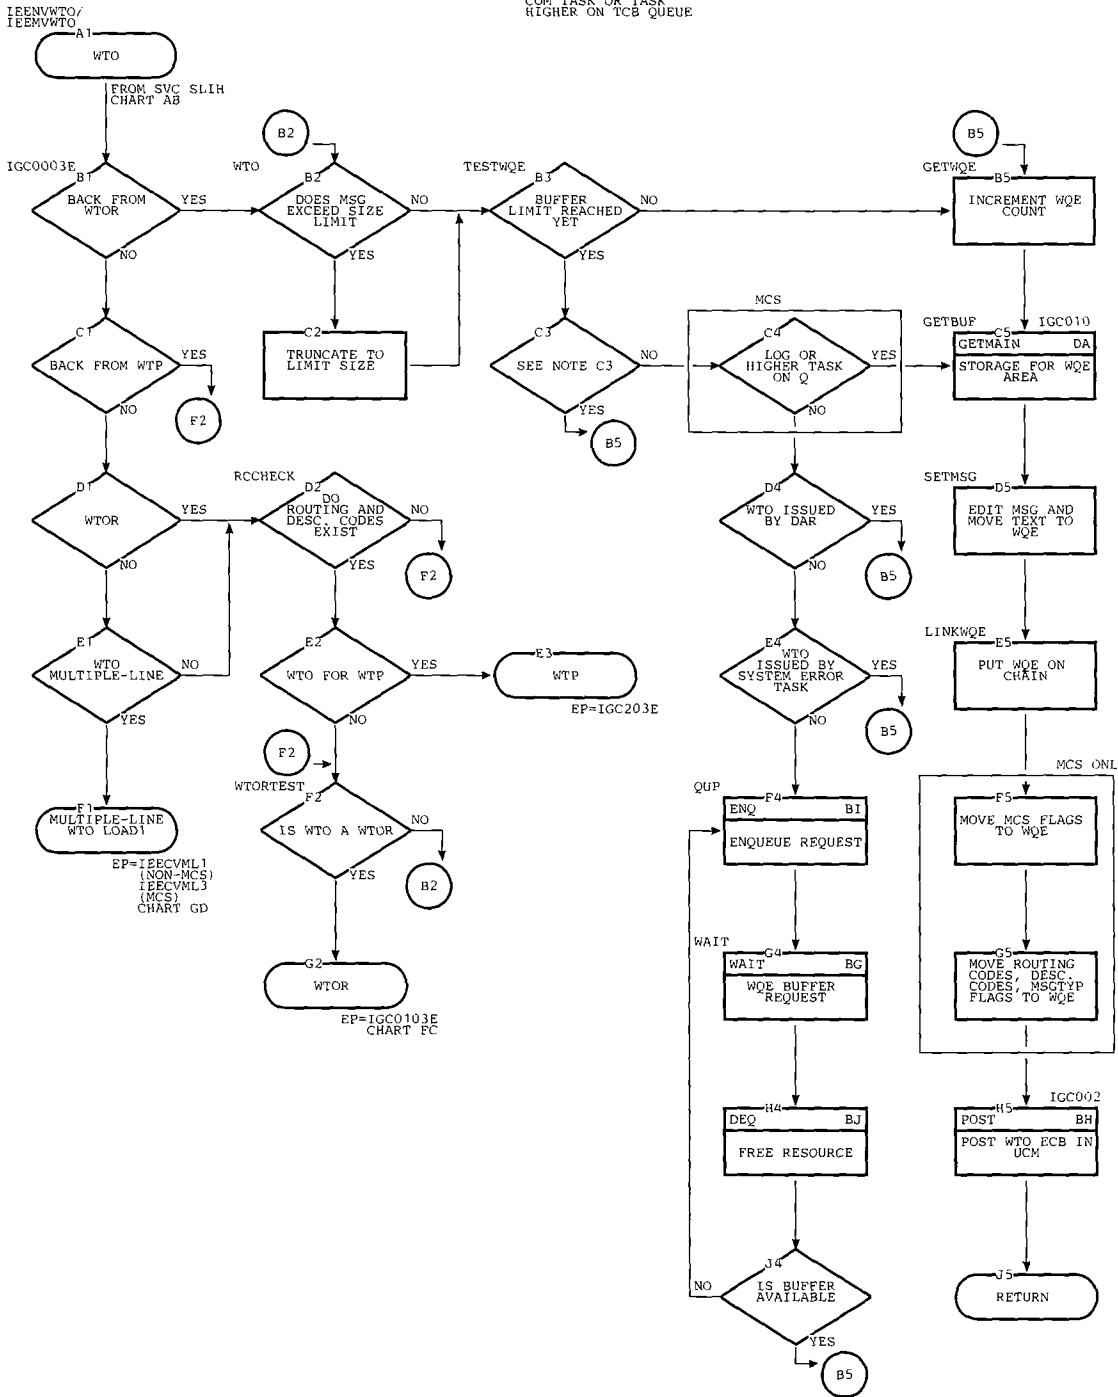 COM TASK OR TASK
HIGHER ON TCB QUEUE
IEENVWTO/
IEEMVWTO
A1
WTO
FROM SVC SLIH
CHART AB
B2
B5
IGC0003E
B1
BACK FROM
WTOR
YES
NO
WTO
B2
DOES MSG
EXCEED SIZE
LIMIT
NO
YES
TESTWQE
B3
BUFFER
LIMIT REACHED
YET
NO
YES
GETWQE
B5
INCREMENT WQE
COUNT
C1
BACK FROM WTP
YES
F2
NO
C2
TRUNCATE TO
LIMIT SIZE
C3
SEE NOTE C3
NO
YES
B5
MCS
C4
LOG OR
HIGHER TASK
ON Q
YES
NO
GETBUF
C5
IGC010
GETMAIN DA
STORAGE FOR WQE
AREA
D1
WTOR
YES
NO
RCCHECK
D2
DO
ROUTING AND
DESC. CODES
EXIST
NO
F2
YES
D4
WTO ISSUED
BY DAR
YES
B5
NO
SETMSG
D5
EDIT MSG AND
MOVE TEXT TO
WQE
E1
WTO
MULTIPLE-LINE
NO
YES
E2
WTO FOR WTP
YES
NO
E3
WTP
EP=IGC203E
E4
WTO
ISSUED BY
SYSTEM ERROR
TASK
YES
B5
NO
LINKWQE
E5
PUT WQE ON
CHAIN
F1
MULTIPLE-LINE
WTO LOAD1
EP=IEECVML1
(NON-MCS)
IEECVML3
(MCS)
CHART GD
F2
WTORTEST
F2
IS WTO A WTOR
NO
B2
YES
QUP
F4
ENQ BI
ENQUEUE REQUEST
MCS ONL
F5
MOVE MCS FLAGS
TO WQE
G2
WTOR
EP=IGC0103E
CHART FC
WAIT
G4
WAIT BG
WQE BUFFER
REQUEST
G5
MOVE ROUTING
CODES, DESC.
CODES, MSGTYP
FLAGS TO WQE
H4
DEQ BJ
FREE RESOURCE
IGC002
H5
POST BH
POST WTO ECB IN
UCM
J4
IS BUFFER
AVAILABLE
NO
YES
B5
J5
RETURN